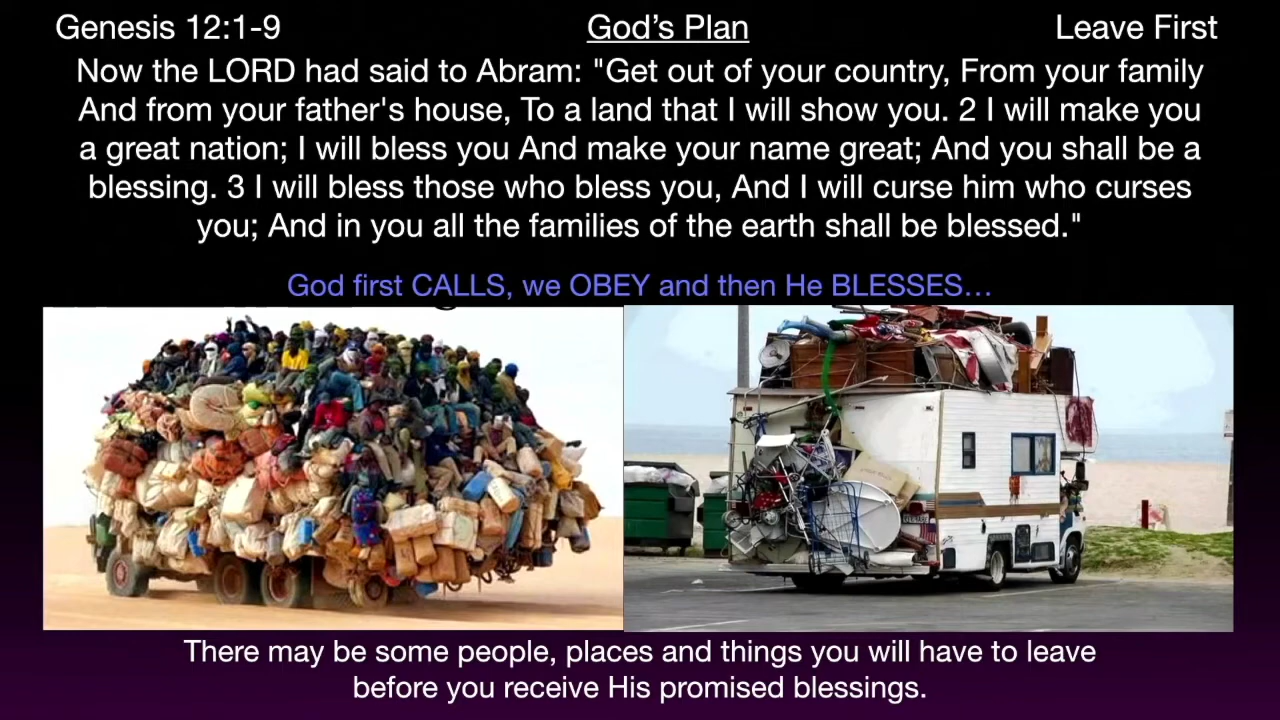 Genesis 12:1-9 God’s Plan Leave First
Now the LORD had said to Abram: "Get out of your country, From your family
And from your father's house, To a land that I will show you. 2 I will make you
a great nation; I will bless you And make your name great; And you shall be a
blessing. 3 I will bless those who bless you, And I will curse him who curses
you; And in you all the families of the earth shall be blessed."
God first CALLS, we OBEY and then He BLESSES…
There may be some people, places and things you will have to leave
before you receive His promised blessings.